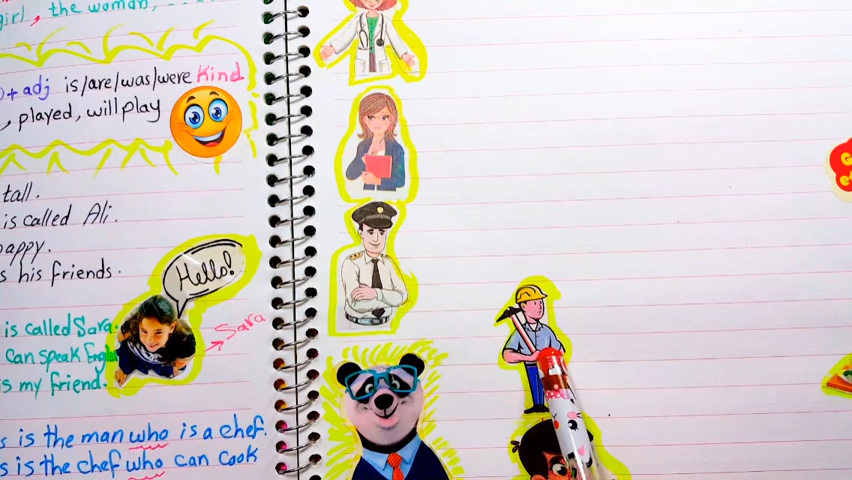 girl, the woman, ....
+ adj is/are/was/were Kind
, played, will play
tall.
is called Ali.
his friends.
Hello!
is called Sara.
Sara
can speak
is my friend.
is the man who is a chef.
is the chef who can cook